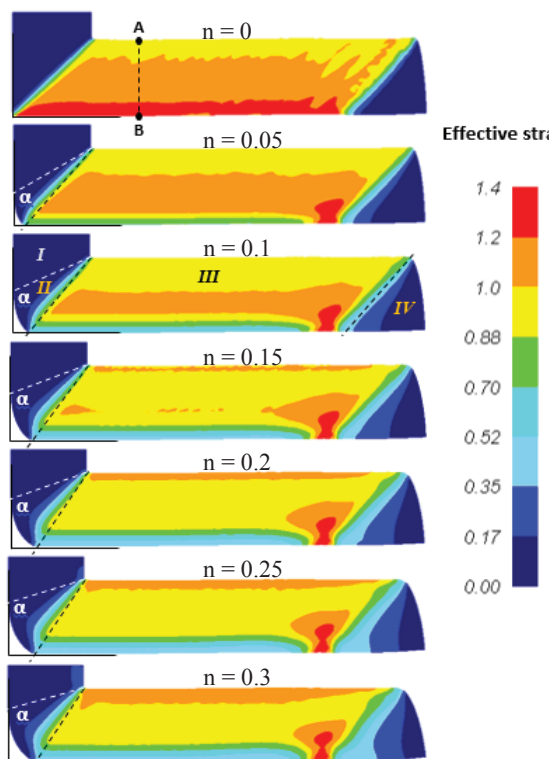 A
n = 0
B
n = 0.05
Effective stra
α
n = 0.1
I
II
α
III
IV
n = 0.15
α
n = 0.2
α
n = 0.25
α
n = 0.3
α
1.4
1.2
1.0
0.88
0.70
0.52
0.35
0.17
0.00